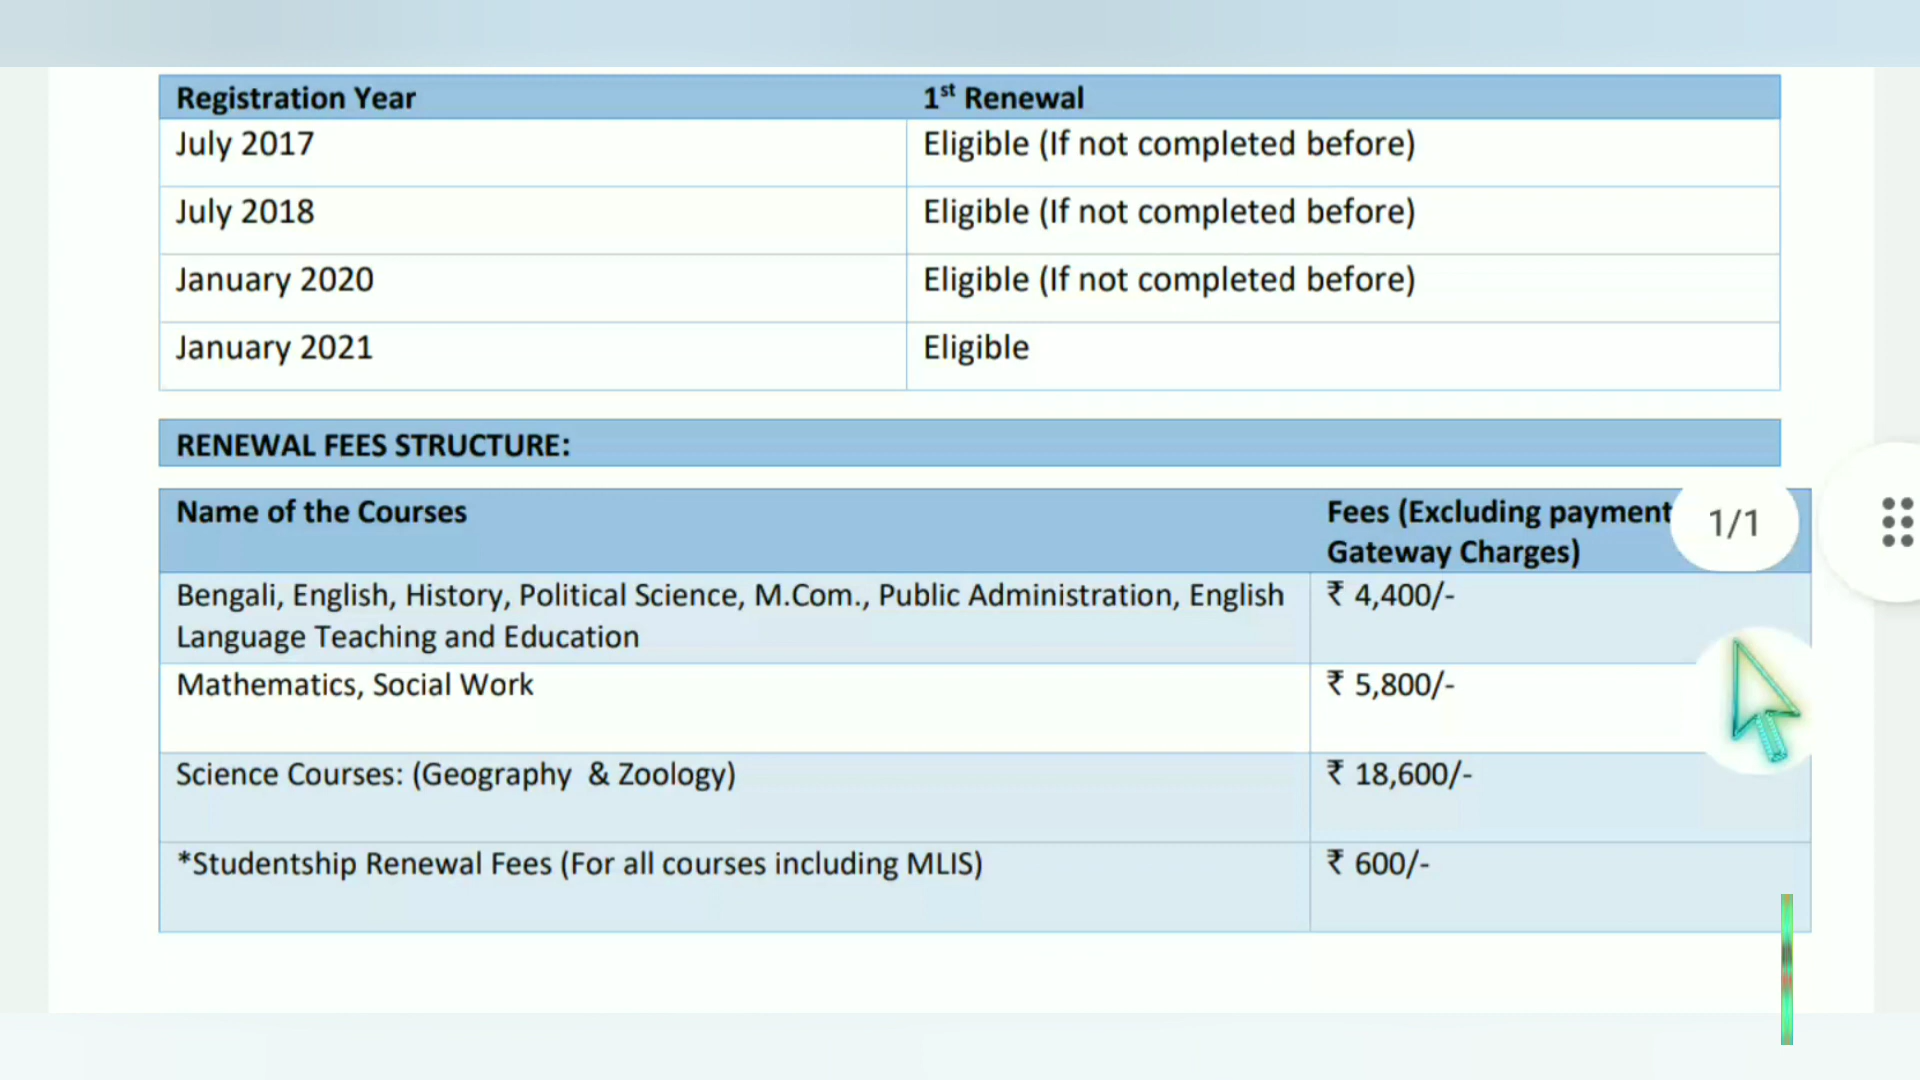 Registration Year 1st Renewal
July 2017 Eligible (If not completed before)
July 2018 Eligible (If not completed before)
January 2020 Eligible (If not completed before)
January 2021 Eligible
RENEWAL FEES STRUCTURE:
Name of the Courses Fees (Excluding payment
Gateway Charges)
1/1
Bengali, English, History, Political Science, M.Com., Public Administration, English ₹ 4,400/-
Language Teaching and Education
Mathematics, Social Work ₹ 5,800/-
Science Courses: (Geography & Zoology) ₹ 18,600/-
*Studentship Renewal Fees (For all courses including MLIS) ₹ 600/-